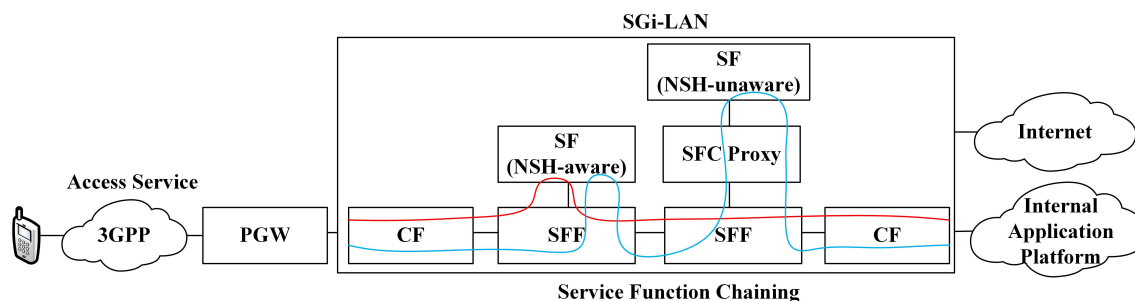 SGi-LAN
SF
(NSH-unaware)
SF
(NSH-aware)
SFC Proxy
Internet
Access Service
3GPP
PGW
CF
SFF
SFF
CF
Internal
Application
Platform
Service Function Chaining